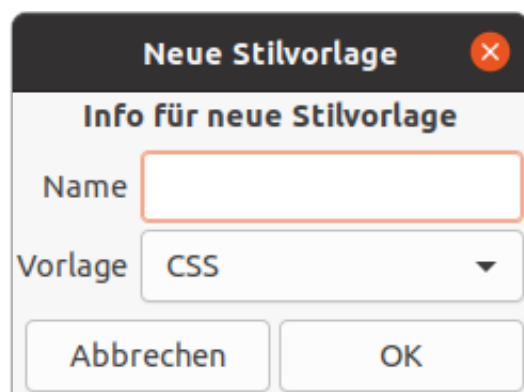 Neue Stilvorlage
Info für neue Stilvorlage
Name
Vorlage CSS
Abbrechen OK